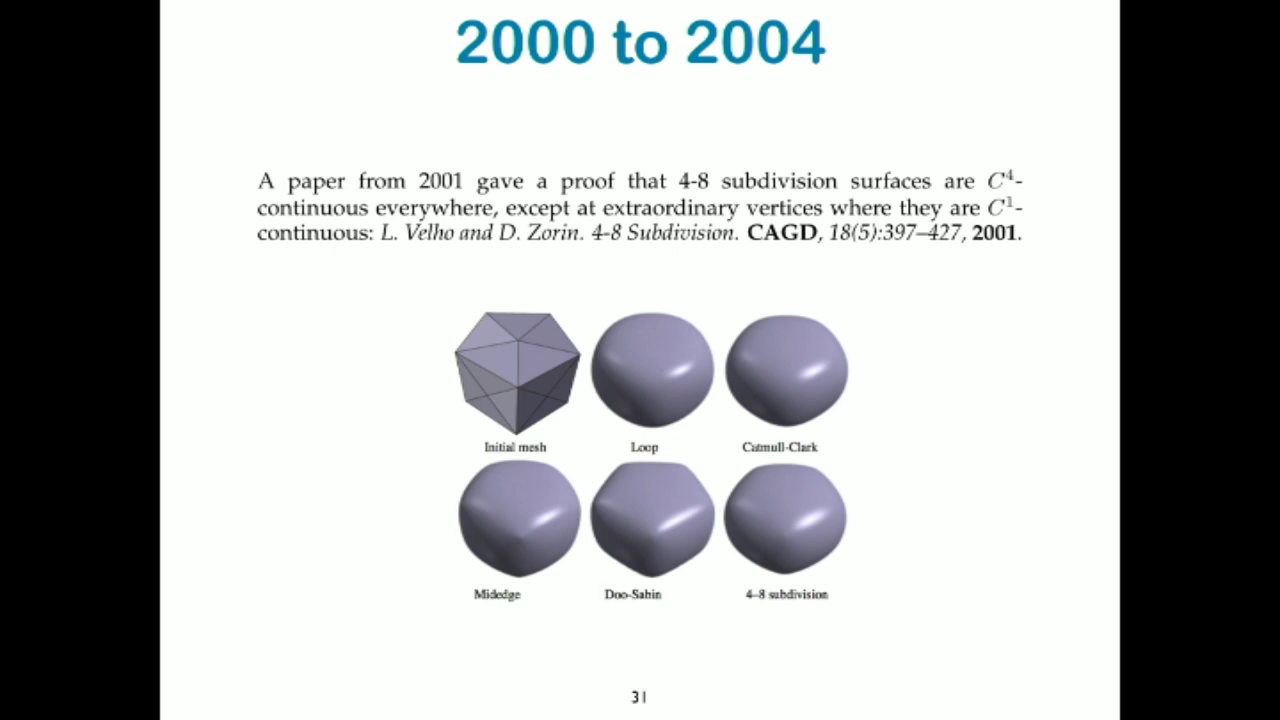 2000 to 2004
A paper from 2001 gave a proof that 4-8 subdivision surfaces are C⁴-
continuous everywhere, except at extraordinary vertices where they are C¹-
continuous: L. Velho and D. Zorin. 4-8 Subdivision. CAGD, 18(5):397–427, 2001.
Initial mesh Loop Catmull-Clark
Midedge Doo-Sabin 4–8 subdivision
31